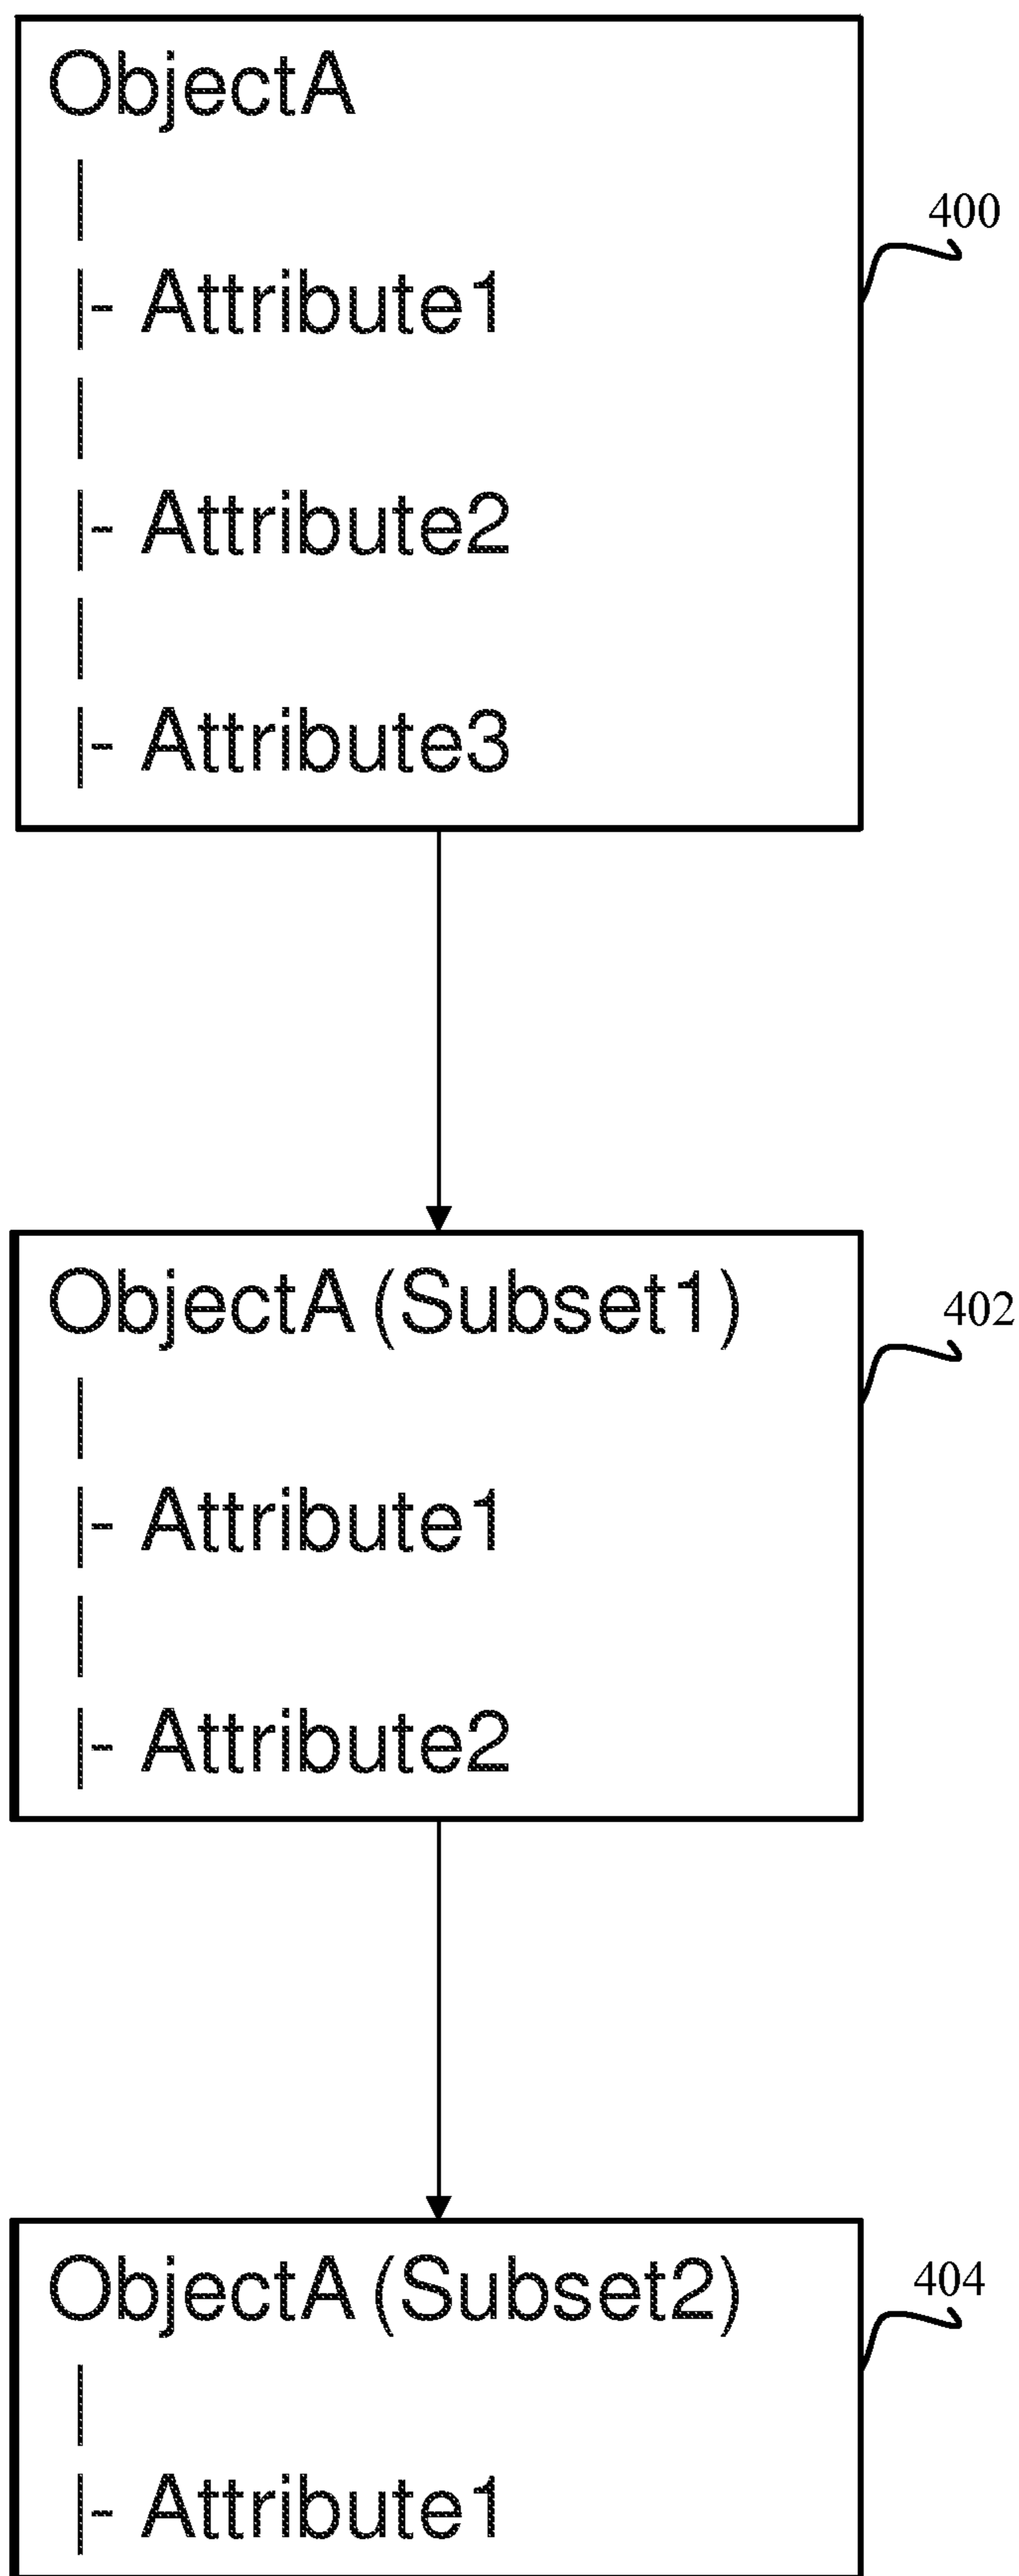 ObjectA
400
|- Attribute1
|- Attribute2
|- Attribute3
ObjectA (Subset1)
402
|- Attribute1
|- Attribute2
ObjectA (Subset2)
404
|- Attribute1